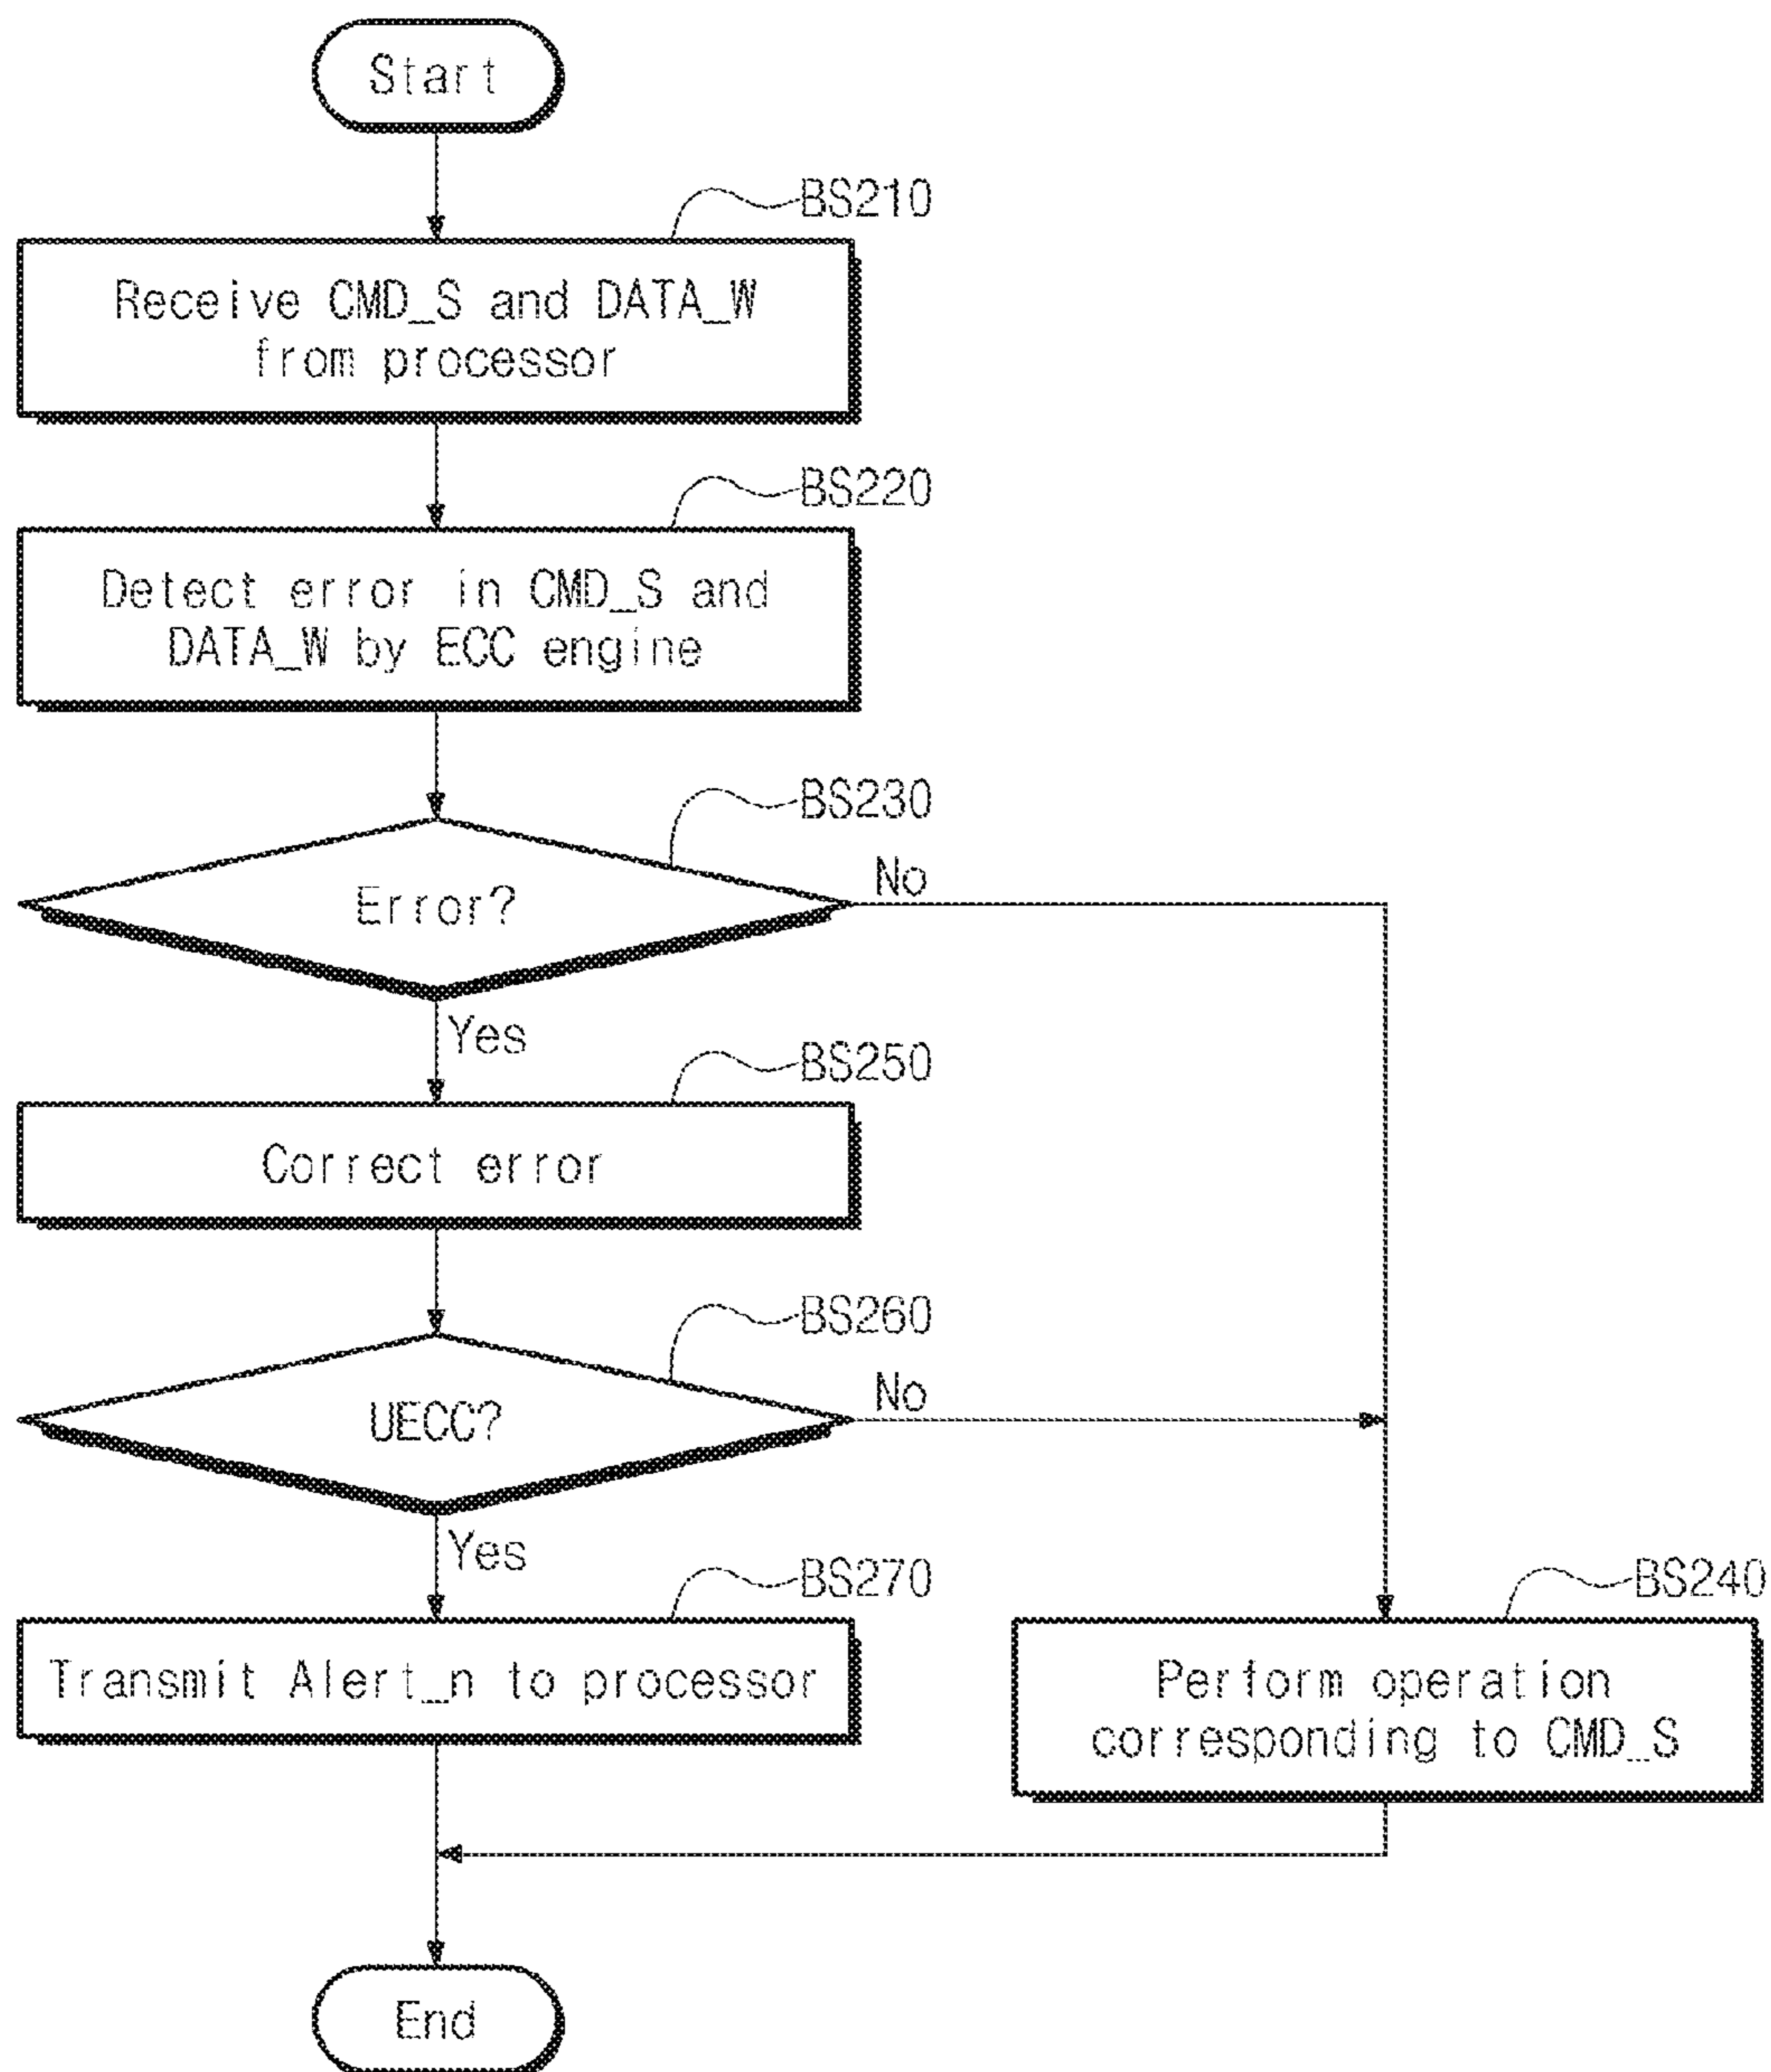 Start
BS210
Receive CMD_S and DATA_W
from processor
BS220
Detect error in CMD_S and
DATA_W by ECC engine
BS230
Error?
No
Yes
BS250
Correct error
BS260
UECC?
No
Yes
BS270
Transmit Alert_n to processor
BS240
Perform operation
corresponding to CMD_S
End